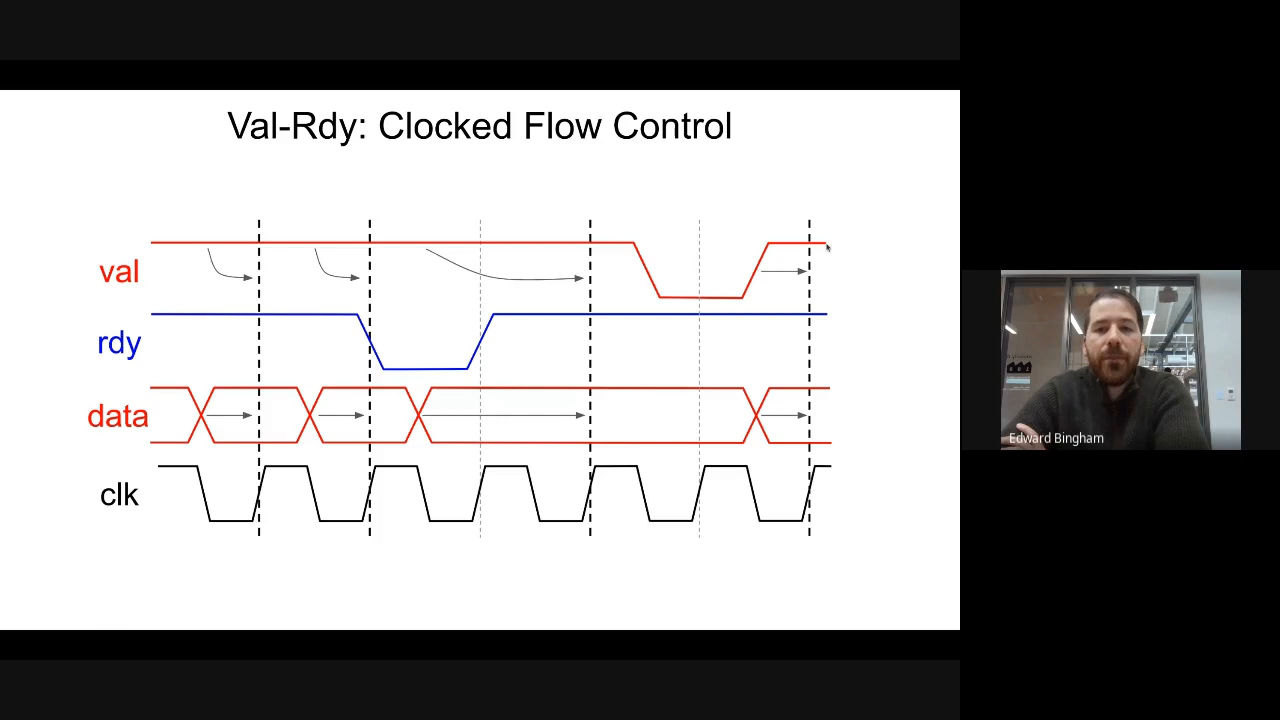 Val-Rdy: Clocked Flow Control
val
rdy
data
clk
Edward Bingham